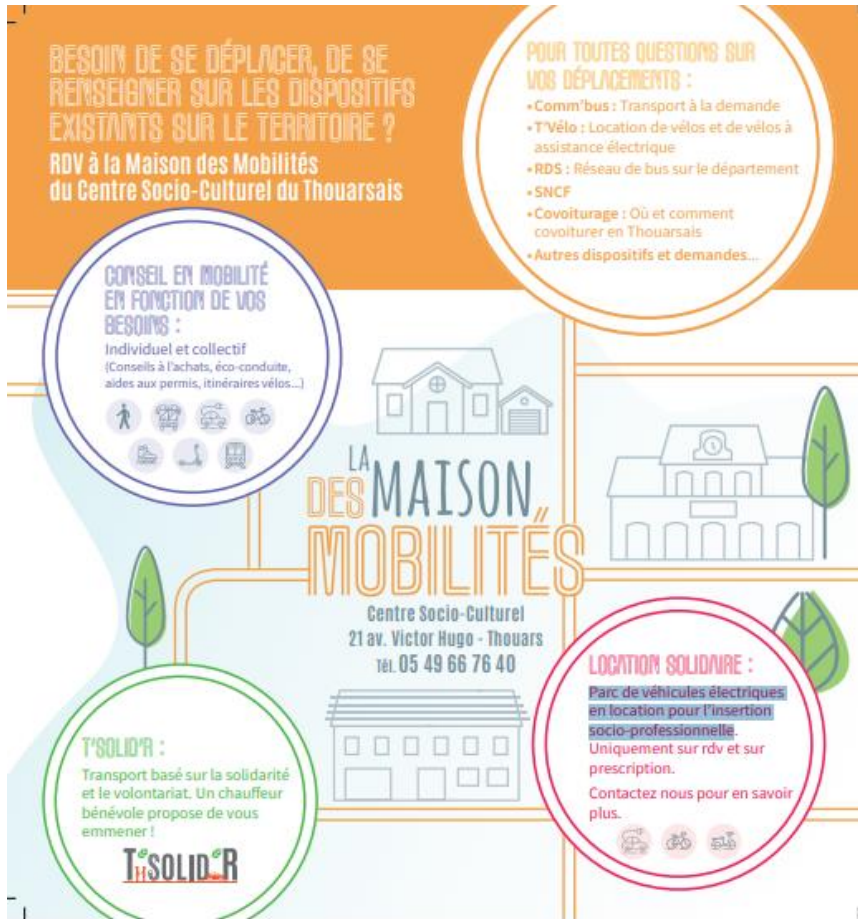 BESOIN DE SE DÉPLACER, DE SE
RENSEIGNER SUR LES DISPOSITIFS
EXISTANTS SUR LE TERRITOIRE ?
RDV à la Maison des Mobilités
du Centre Socio-Culturel du Thouarsais
POUR TOUTES QUESTIONS SUR
VOS DÉPLACEMENTS :
•Comm'bus : Transport à la demande
•T'Vélo : Location de vélos et de vélos à
assistance électrique
•RDS : Réseau de bus sur le département
•SNCF
•Covoiturage : Où et comment
covoiturer en Thouarsais
•Autres dispositifs et demandes...
CONSEIL EN MOBILITÉ
EN FONCTION DE VOS
BESOINS :
Individuel et collectif
(Conseils à l'achats, éco-conduite,
aides aux permis, itinéraires vélos...)
LA
MAISON
DES
MOBILITÉS
Centre Socio-Culturel
21 av. Victor Hugo - Thouars
Tél. 05 49 66 76 40
T'SOLID'R :
Transport basé sur la solidarité
et le volontariat. Un chauffeur
bénévole propose de vous
emmener !
T'SOLID'R
LOCATION SOLIDAIRE :
Parc de véhicules électriques
en location pour l'insertion
socio-professionnelle.
Uniquement sur rdv et sur
prescription.
Contactez nous pour en savoir
plus.